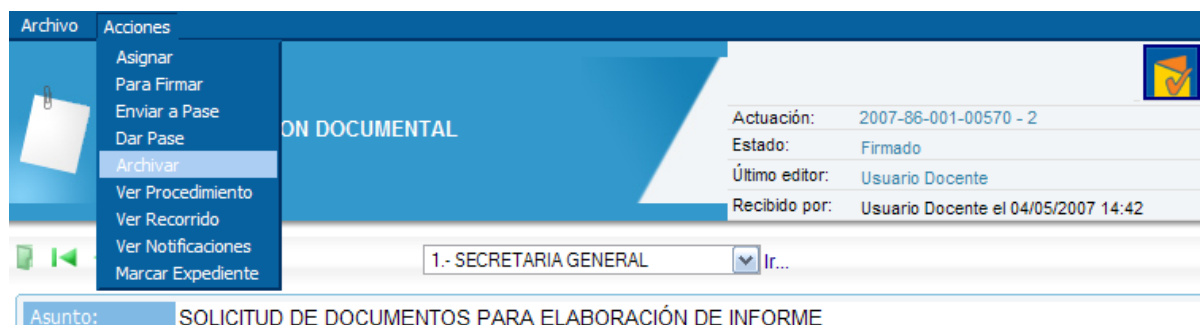 Archivo Acciones
Asignar
Para Firmar
Enviar a Pase
Dar Pase
Archivar
Ver Procedimiento
Ver Recorrido
Ver Notificaciones
Marcar Expediente
ON DOCUMENTAL
Actuación: 2007-86-001-00570 - 2
Estado: Firmado
Último editor: Usuario Docente
Recibido por: Usuario Docente el 04/05/2007 14:42
1.- SECRETARIA GENERAL Ir...
Asunto: SOLICITUD DE DOCUMENTOS PARA ELABORACIÓN DE INFORME